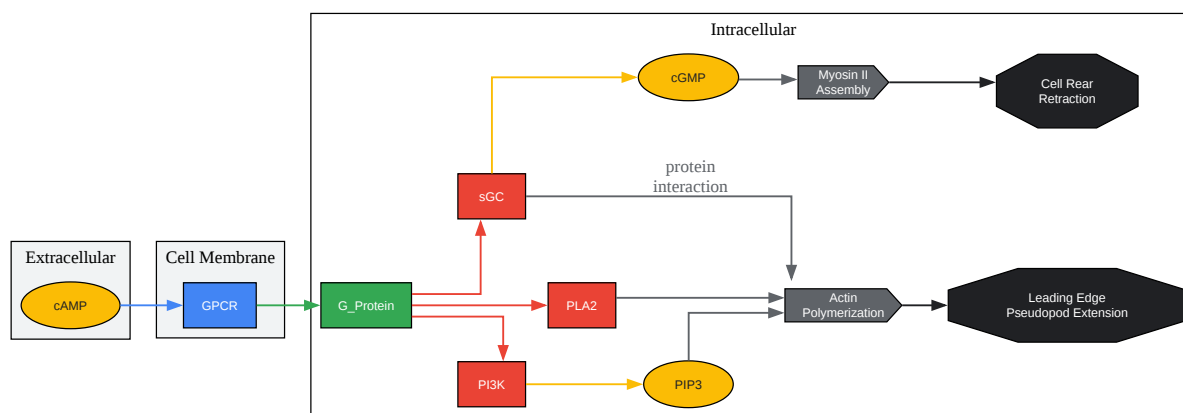 Intracellular
cGMP
Myosin II
Assembly
Cell Rear
Retraction
sGC
protein
interaction
Extracellular
cAMP
Cell Membrane
GPCR
G_Protein
PLA2
Actin
Polymerization
Leading Edge
Pseudopod Extension
PI3K
PIP3